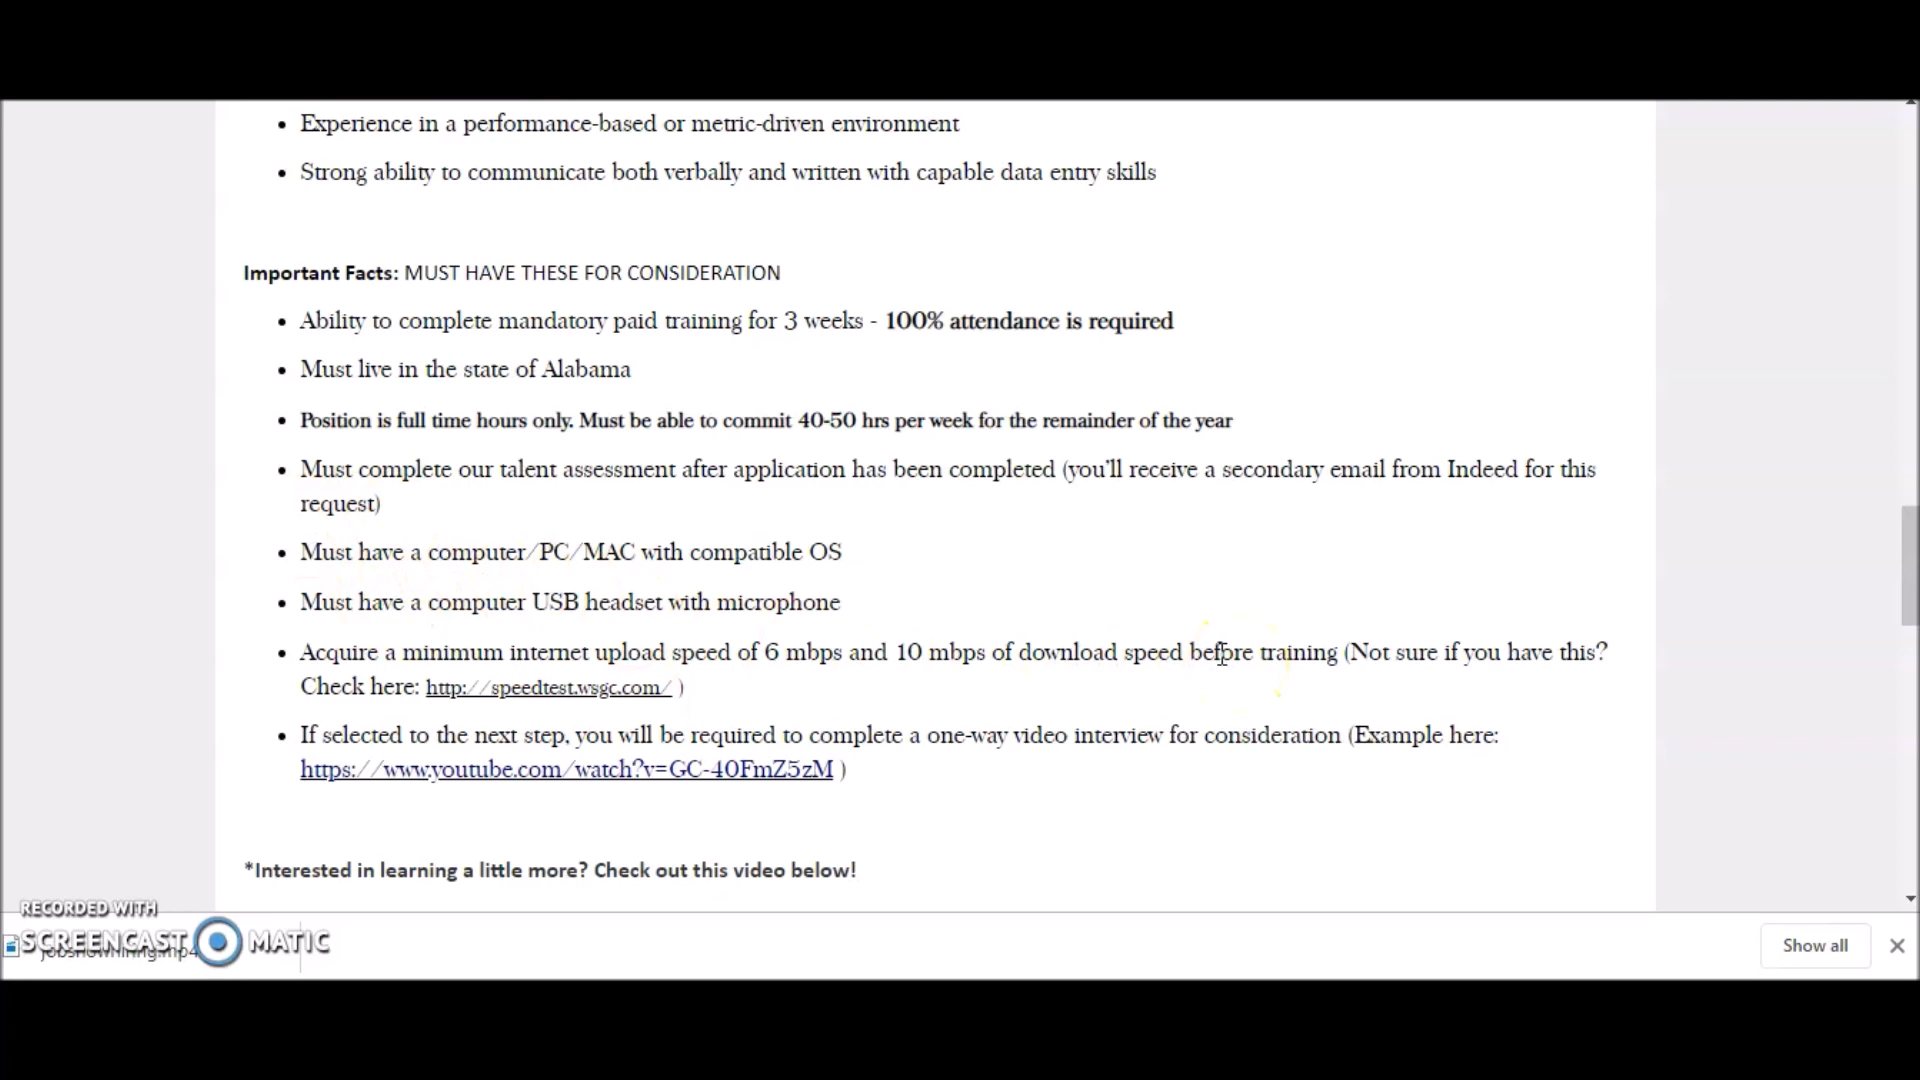 Experience in a performance-based or metric-driven environment
Strong ability to communicate both verbally and written with capable data entry skills
Important Facts: MUST HAVE THESE FOR CONSIDERATION
Ability to complete mandatory paid training for 3 weeks - 100% attendance is required
Must live in the state of Alabama
Position is full time hours only. Must be able to commit 40-50 hrs per week for the remainder of the year
Must complete our talent assessment after application has been completed (you'll receive a secondary email from Indeed for this
request)
Must have a computer/PC/MAC with compatible OS
Must have a computer USB headset with microphone
Acquire a minimum internet upload speed of 6 mbps and 10 mbps of download speed before training (Not sure if you have this?
Check here: http://speedtest.wsgc.com/ )
If selected to the next step, you will be required to complete a one-way video interview for consideration (Example here:
https://www.youtube.com/watch?v=GC-40FmZ5zM )
*Interested in learning a little more? Check out this video below!
RECORDED WITH
SCREENCAST MATIC
jobsnowhiring.mp4
Show all